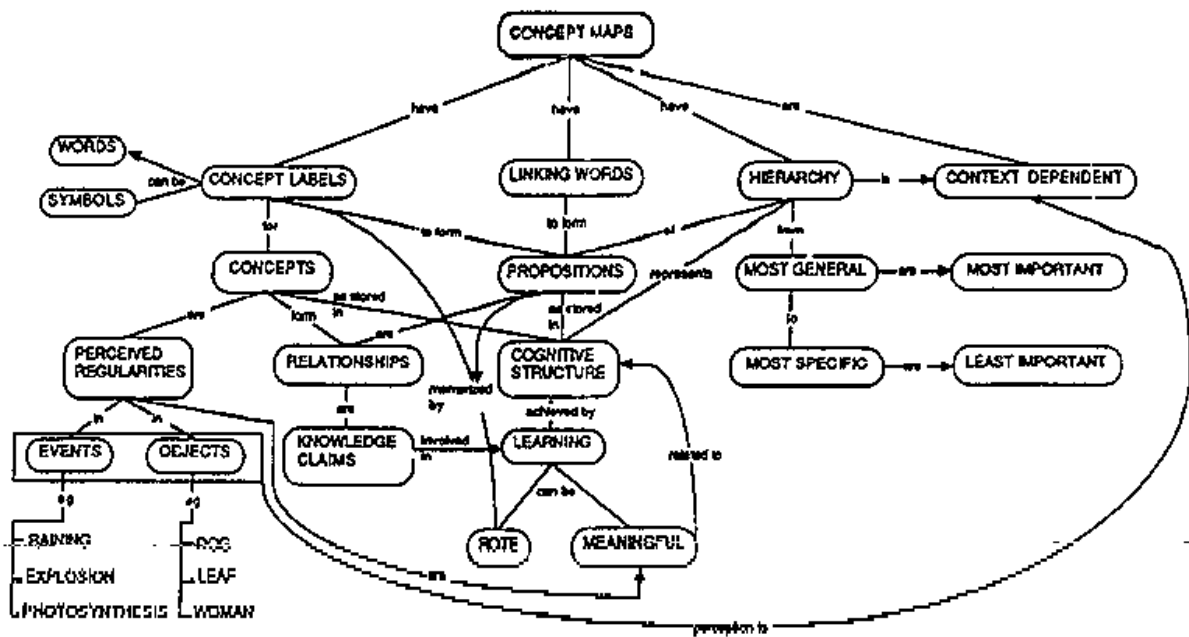 CONCEPT MAPS
have
have
have
are
WORDS
can be
SYMBOLS
CONCEPT LABELS
LINKING WORDS
HIERARCHY
is
CONTEXT DEPENDENT
for
to form
to form
of
from
represents
CONCEPTS
PROPOSITIONS
MOST GENERAL
are
MOST IMPORTANT
are
form
as stored
in
are
as stored
in
to
PERCEIVED
REGULARITIES
RELATIONSHIPS
COGNITIVE
STRUCTURE
MOST SPECIFIC
are
LEAST IMPORTANT
memorized
by
are
achieved by
in
in
KNOWLEDGE
CLAIMS
involved
in
LEARNING
related to
EVENTS
OBJECTS
eg
eg
can be
ROTE
MEANINGFUL
RAINING
EXPLOSION
PHOTOSYNTHESIS
DOG
LEAF
WOMAN
are
perception is